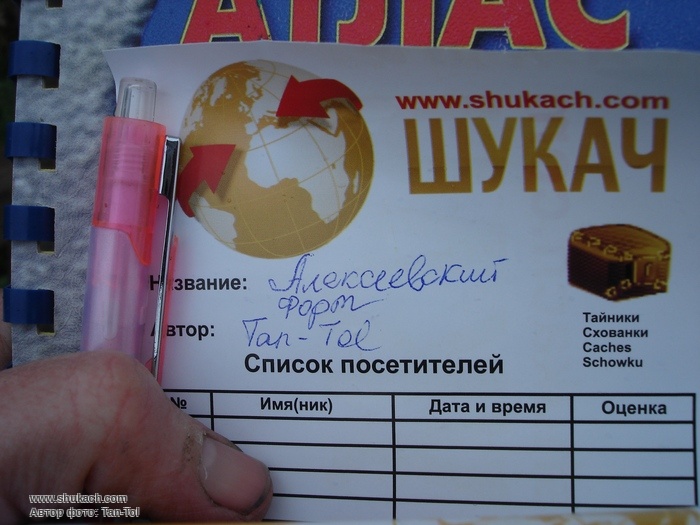 АТЛАС
www.shukach.com
ШУКАЧ
Название: Алексеевский
форт
Автор: Tan-Tol
Тайники
Схованки
Caches
Schowku
Список посетителей
№ Имя(ник) Дата и время Оценка
www.shukach.com
Автор фото: Tan-Tol